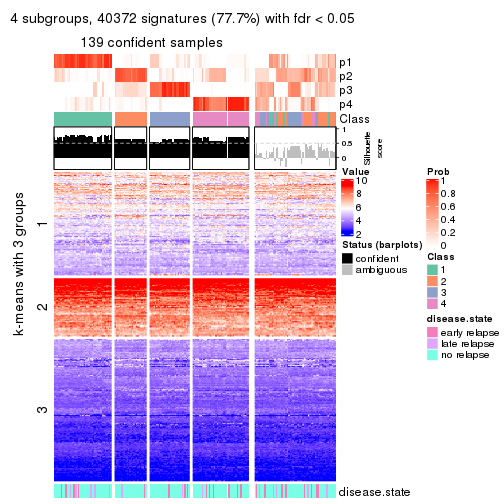 4 subgroups, 40372 signatures (77.7%) with fdr < 0.05
139 confident samples
p1
p2
p3
p4
Class
1
0.5
0
Silhouette
score
k-means with 3 groups
1
2
3
disease.state
Value
10
8
6
4
2
Status (barplots)
confident
ambiguous
Prob
1
0.8
0.6
0.4
0.2
0
Class
1
2
3
4
disease.state
early relapse
late relapse
no relapse